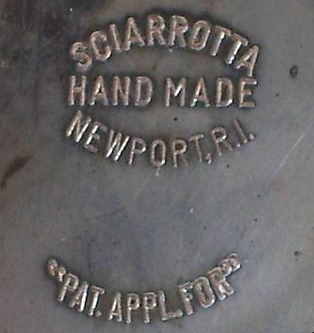 SCIARROTTA
HAND MADE
NEWPORT, R.I.
"PAT. APPL. FOR"